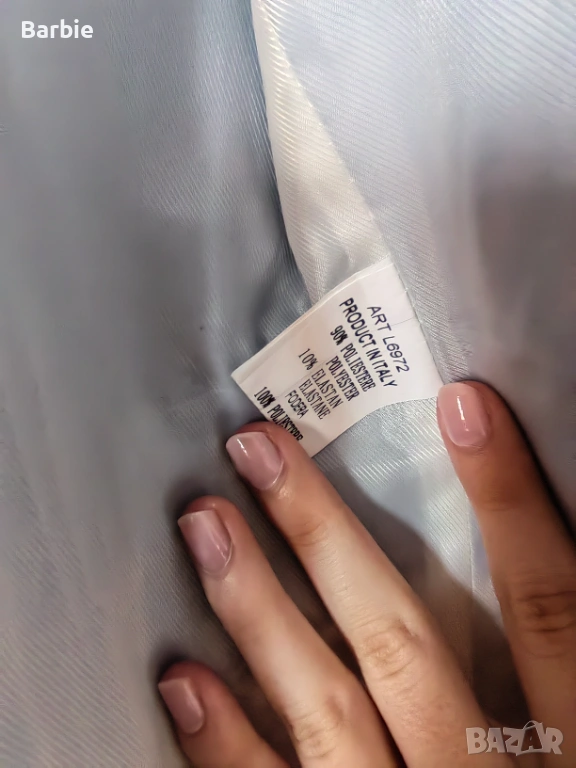 Barbie
ART L6972
PRODUCT IN ITALY
90% POLIESTERE
POLYESTER
10% ELASTAN
ELASTANE
FODERA
100% POLIESTERE
BAZAR